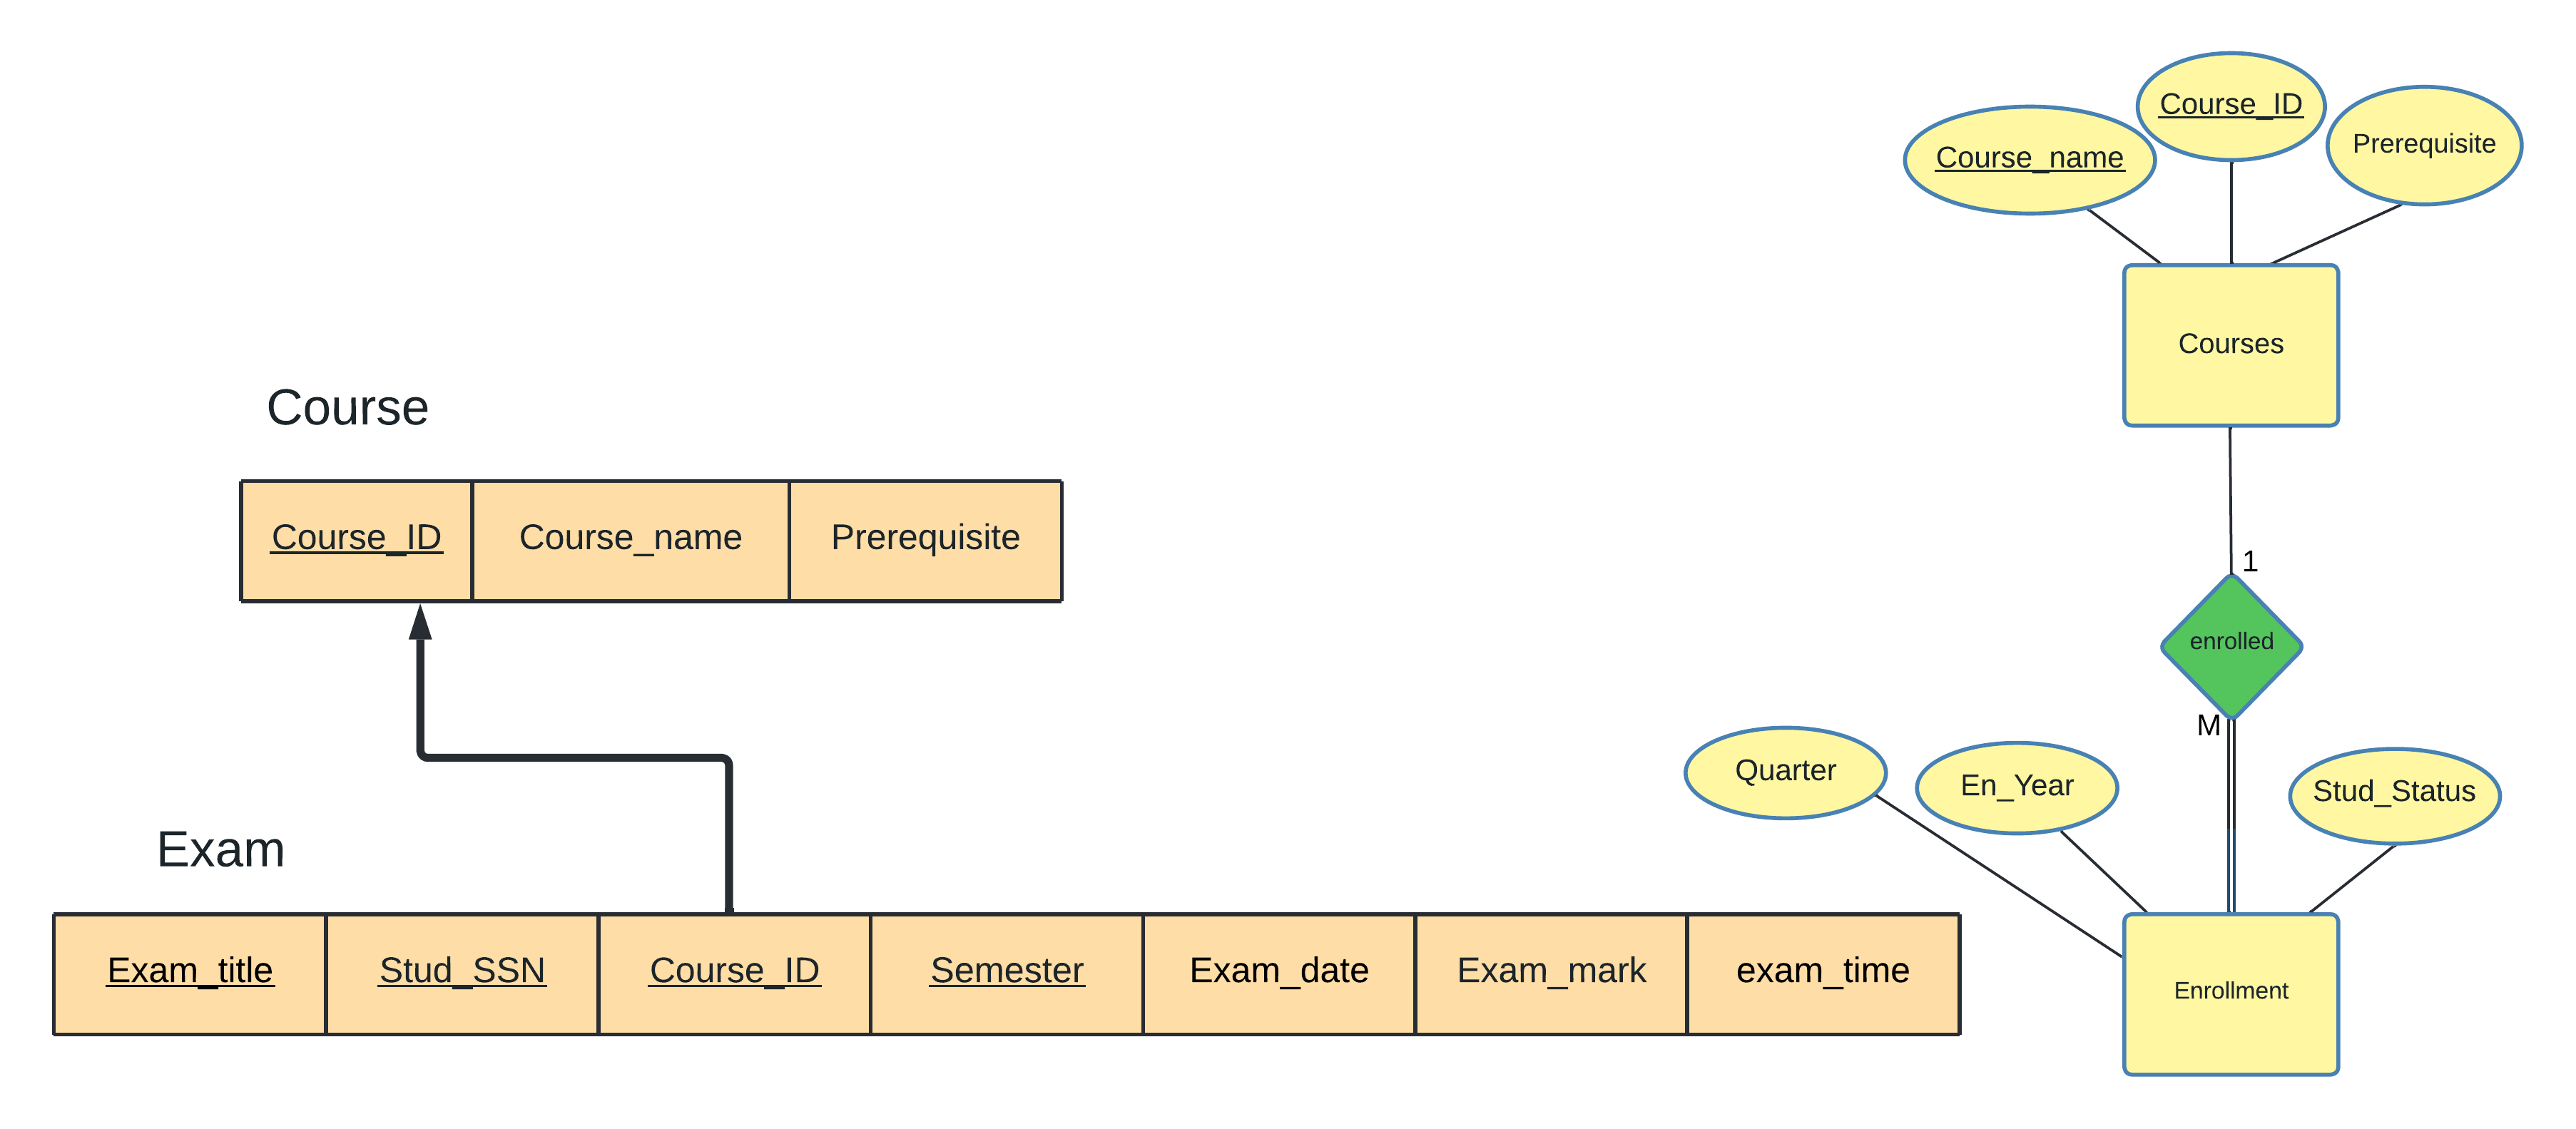 Course
Course_ID
Course_name
Prerequisite
Exam
Exam_title
Stud_SSN
Course_ID
Semester
Exam_date
Exam_mark
exam_time
Course_name
Course_ID
Prerequisite
Courses
1
enrolled
M
Quarter
En_Year
Stud_Status
Enrollment